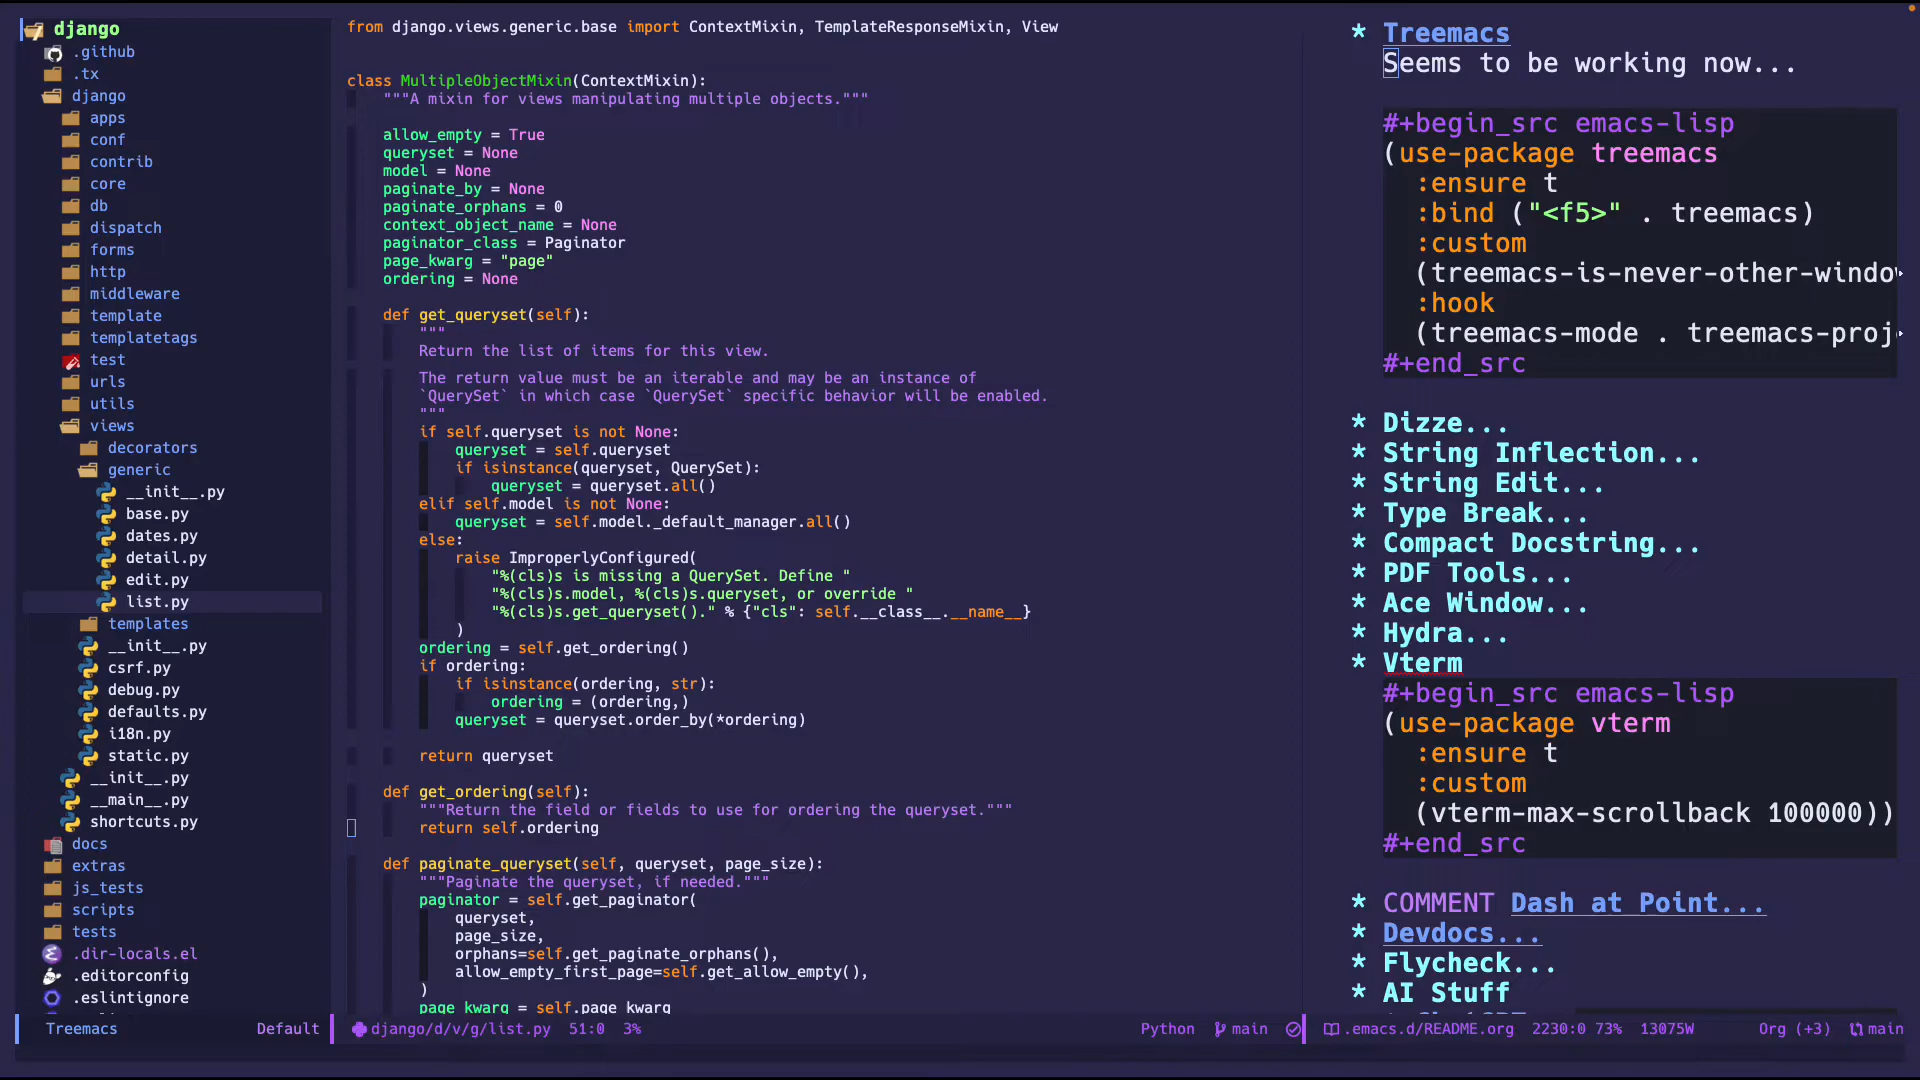 django
.github
.tx
django
apps
conf
contrib
core
db
dispatch
forms
http
middleware
template
templatetags
test
urls
utils
views
decorators
generic
__init__.py
base.py
dates.py
detail.py
edit.py
list.py
templates
__init__.py
csrf.py
debug.py
defaults.py
i18n.py
static.py
__init__.py
__main__.py
shortcuts.py
docs
extras
js_tests
scripts
tests
.dir-locals.el
.editorconfig
.eslintignore
Treemacs Default
from django.views.generic.base import ContextMixin, TemplateResponseMixin, View
class MultipleObjectMixin(ContextMixin):
"""A mixin for views manipulating multiple objects."""
allow_empty = True
queryset = None
model = None
paginate_by = None
paginate_orphans = 0
context_object_name = None
paginator_class = Paginator
page_kwarg = "page"
ordering = None
def get_queryset(self):
"""
Return the list of items for this view.
The return value must be an iterable and may be an instance of
`QuerySet` in which case `QuerySet` specific behavior will be enabled.
"""
if self.queryset is not None:
queryset = self.queryset
if isinstance(queryset, QuerySet):
queryset = queryset.all()
elif self.model is not None:
queryset = self.model._default_manager.all()
else:
raise ImproperlyConfigured(
"%(cls)s is missing a QuerySet. Define "
"%(cls)s.model, %(cls)s.queryset, or override "
"%(cls)s.get_queryset()." % {"cls": self.__class__.__name__}
)
ordering = self.get_ordering()
if ordering:
if isinstance(ordering, str):
ordering = (ordering,)
queryset = queryset.order_by(*ordering)
return queryset
def get_ordering(self):
"""Return the field or fields to use for ordering the queryset."""
return self.ordering
def paginate_queryset(self, queryset, page_size):
"""Paginate the queryset, if needed."""
paginator = self.get_paginator(
queryset,
page_size,
orphans=self.get_paginate_orphans(),
allow_empty_first_page=self.get_allow_empty(),
)
page_kwarg = self.page_kwarg
django/d/v/g/list.py 51:0 3% Python main
* Treemacs
Seems to be working now...
#+begin_src emacs-lisp
(use-package treemacs
:ensure t
:bind ("<f5>" . treemacs)
:custom
(treemacs-is-never-other-windo
:hook
(treemacs-mode . treemacs-proj
#+end_src
* Dizze...
* String Inflection...
* String Edit...
* Type Break...
* Compact Docstring...
* PDF Tools...
* Ace Window...
* Hydra...
* Vterm
#+begin_src emacs-lisp
(use-package vterm
:ensure t
:custom
(vterm-max-scrollback 100000))
#+end_src
* COMMENT Dash at Point...
* Devdocs...
* Flycheck...
* AI Stuff
.emacs.d/README.org 2230:0 73% 13075W Org (+3) main